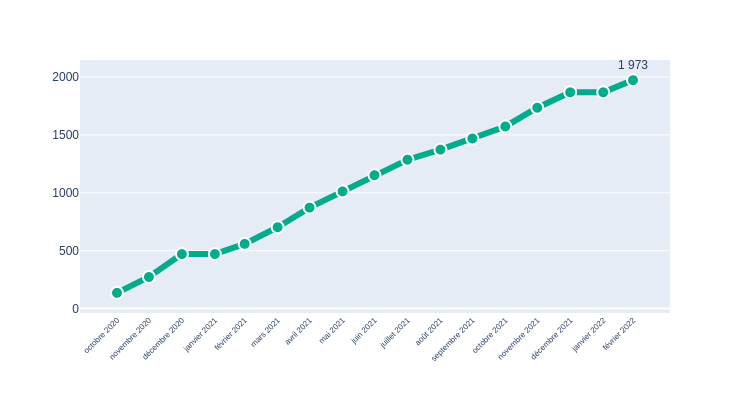 1 973
2000
1500
1000
500
0
octobre 2020
novembre 2020
décembre 2020
janvier 2021
février 2021
mars 2021
avril 2021
mai 2021
juin 2021
juillet 2021
août 2021
septembre 2021
octobre 2021
novembre 2021
décembre 2021
janvier 2022
février 2022